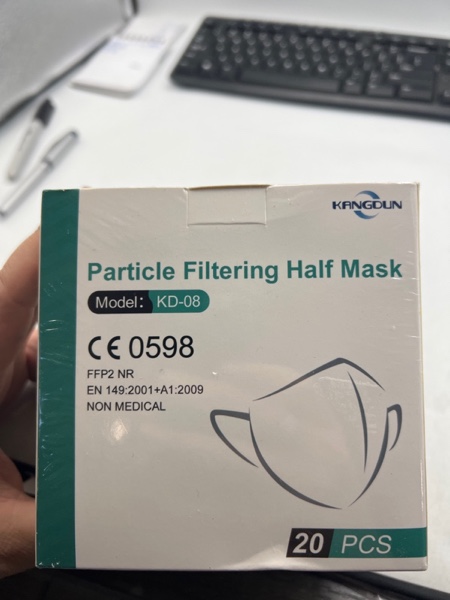 KANGDUN
Particle Filtering Half Mask
Model: KD-08
CE 0598
FFP2 NR
EN 149:2001+A1:2009
NON MEDICAL
20 PCS